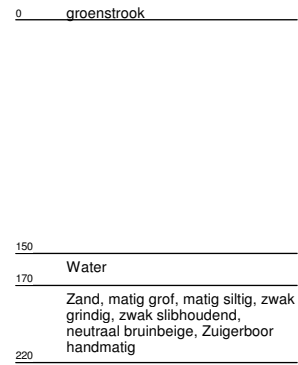 0 groenstrook
150
Water
170
Zand, matig grof, matig siltig, zwak
grindig, zwak slibhoudend,
neutraal bruinbeige, Zuigerboor
handmatig
220